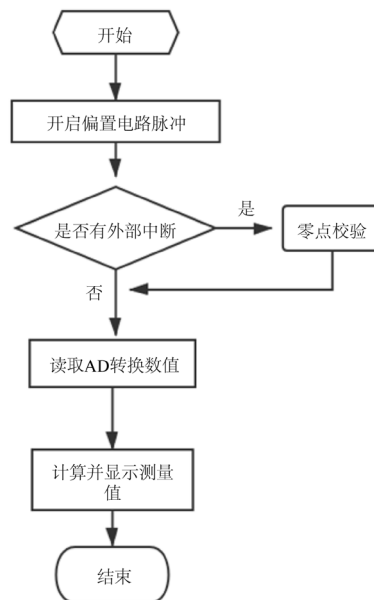 开始
开启偏置电路脉冲
是否有外部中断
是
零点校验
否
读取AD转换数值
计算并显示测量
值
结束